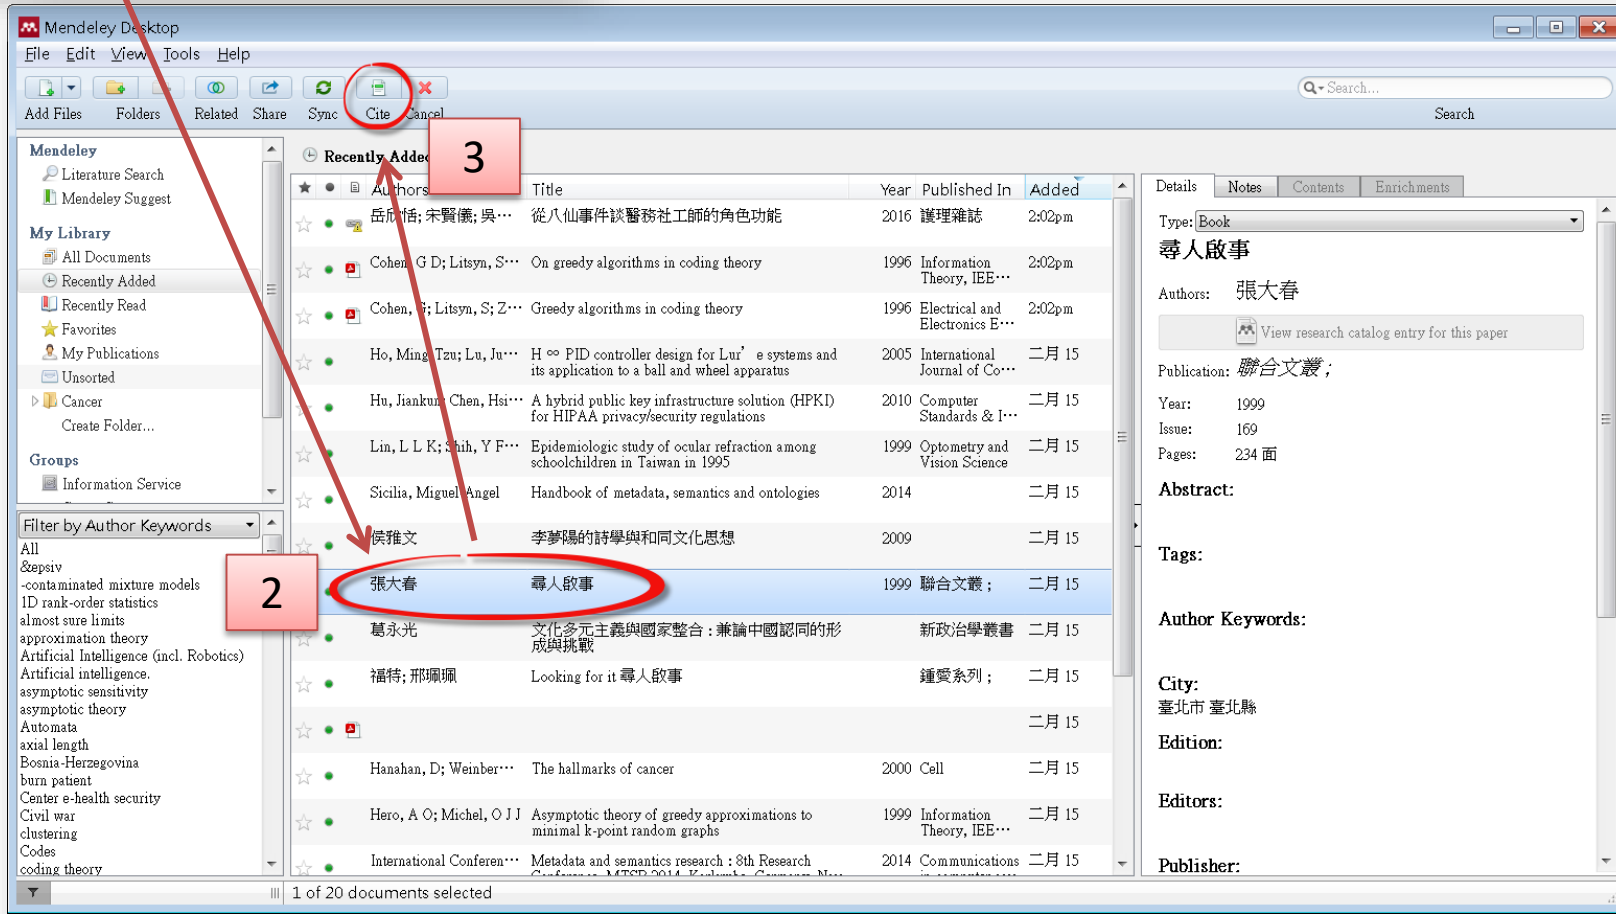 Mendeley Desktop
File Edit View Tools Help
Add Files Folders Related Share Sync Cite Cancel
Search...
Search
Mendeley
Literature Search
Mendeley Suggest
My Library
All Documents
Recently Added
Recently Read
Favorites
My Publications
Unsorted
Cancer
Create Folder...
Groups
Information Service
Filter by Author Keywords
All
&epsiv
-contaminated mixture models
1D rank-order statistics
almost sure limits
approximation theory
Artificial Intelligence (incl. Robotics)
Artificial intelligence.
asymptotic sensitivity
asymptotic theory
Automata
axial length
Bosnia-Herzegovina
burn patient
Center e-health security
Civil war
clustering
Codes
coding theory
3
2
Recently Added
Authors Title Year Published In Added
岳欣恬; 宋賢儀; 吳… 從八仙事件談醫務社工師的角色功能 2016 護理雜誌 2:02pm
Cohen, G D; Litsyn, S… On greedy algorithms in coding theory 1996 Information 2:02pm
Theory, IEE…
Cohen, G; Litsyn, S; Z… Greedy algorithms in coding theory 1996 Electrical and 2:02pm
Electronics E…
Ho, Ming-Tzu; Lu, Ju… H ∞ PID controller design for Lur’e systems and 2005 International 二月 15
its application to a ball and wheel apparatus Journal of Co…
Hu, Jiankun; Chen, Hsi… A hybrid public key infrastructure solution (HPKI) 2010 Computer 二月 15
for HIPAA privacy/security regulations Standards & I…
Lin, L L K; Shih, Y F… Epidemiologic study of ocular refraction among 1999 Optometry and 二月 15
schoolchildren in Taiwan in 1995 Vision Science
Sicilia, Miguel-Angel Handbook of metadata, semantics and ontologies 2014 二月 15
侯雅文 李夢陽的詩學與和同文化思想 2009 二月 15
張大春 尋人啟事 1999 聯合文叢 ; 二月 15
葛永光 文化多元主義與國家整合 : 兼論中國認同的形 新政治學叢書 二月 15
成與挑戰
福特; 邢珮珮 Looking for it 尋人啟事 鍾愛系列 ; 二月 15
二月 15
Hanahan, D; Weinber… The hallmarks of cancer 2000 Cell 二月 15
Hero, A O; Michel, O J J Asymptotic theory of greedy approximations to 1999 Information 二月 15
minimal k-point random graphs Theory, IEE…
International Conferen… Metadata and semantics research : 8th Research 2014 Communications 二月 15
1 of 20 documents selected
Details Notes Contents Enrichments
Type: Book
尋人啟事
Authors: 張大春
View research catalog entry for this paper
Publication: 聯合文叢 ;
Year: 1999
Issue: 169
Pages: 234 面
Abstract:
Tags:
Author Keywords:
City:
臺北市 臺北縣
Edition:
Editors:
Publisher: